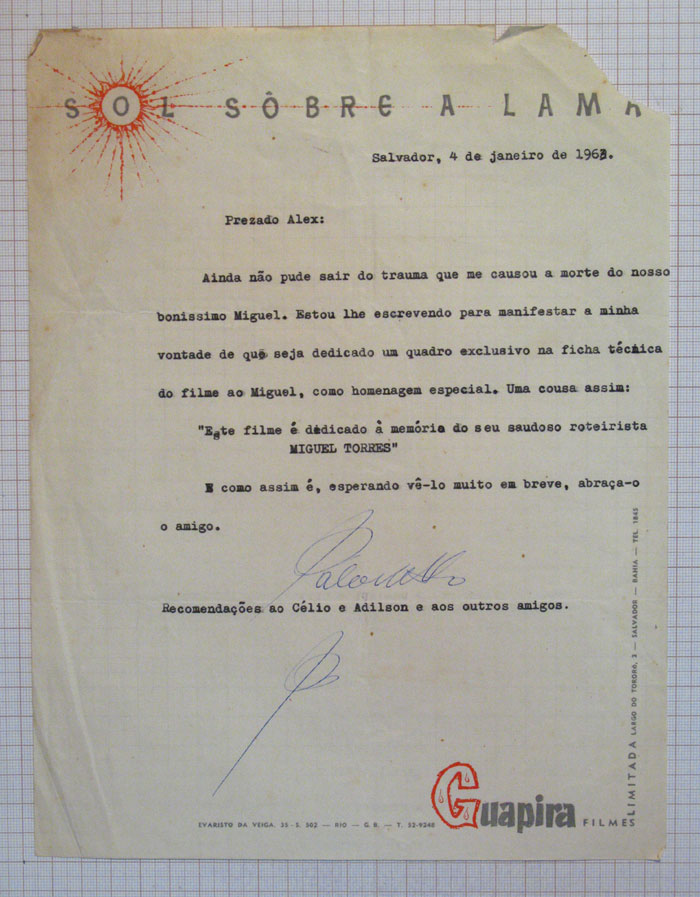 SOL SÔBRE A LAMA
Salvador, 4 de janeiro de 1963.
Prezado Alex:
Ainda não pude sair do trauma que me causou a morte do nosso
bonissimo Miguel. Estou lhe escrevendo para manifestar a minha
vontade de que seja dedicado um quadro exclusivo na ficha técnica
do filme ao Miguel, como homenagem especial. Uma cousa assim:
"Este filme é dedicado à memória do seu saudoso roteirista
MIGUEL TORRES"
E como assim é, esperando vê-lo muito em breve, abraça-o
o amigo.
Recomendações ao Célio e Adilson e aos outros amigos.
Guapira FILMES LIMITADA
LARGO DO TORORA, 3 — SALVADOR — BAHIA — TEL. 1842
EVARISTO DA VEIGA, 35 - S. 502 — RIO — G. B. — T. 52-9248